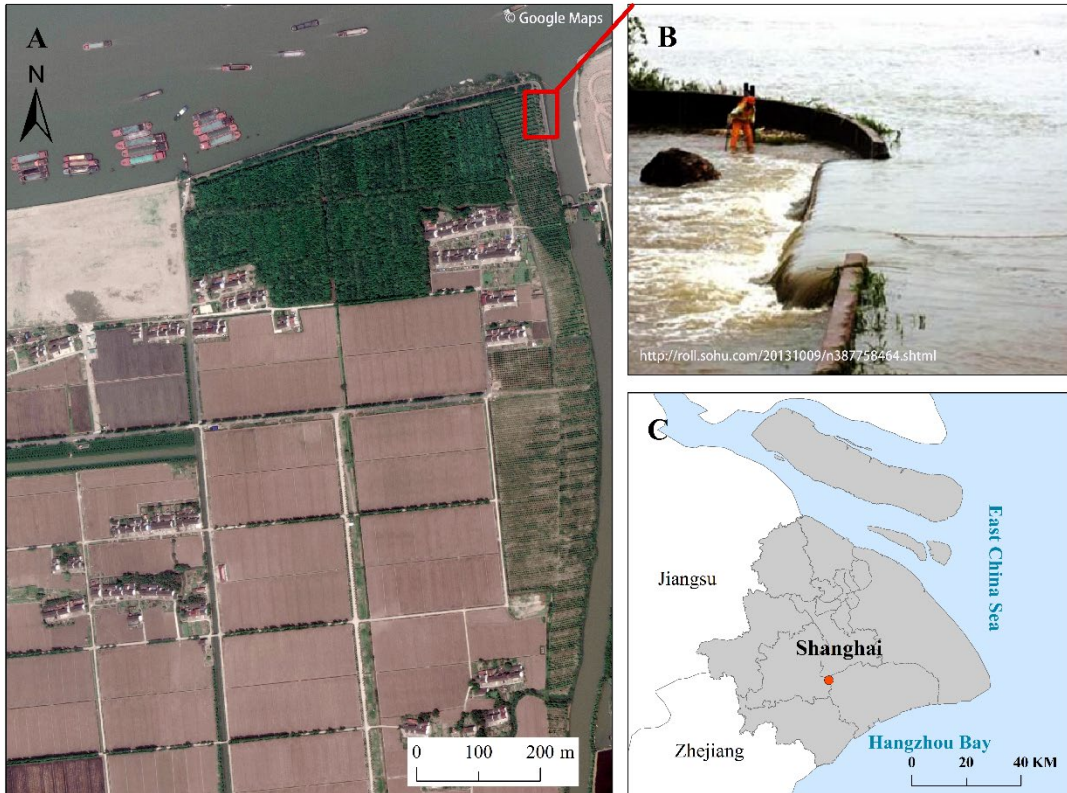 A
© Google Maps
N
0 100 200 m
B
http://roll.sohu.com/20131009/n387758464.shtml
C
East China Sea
Jiangsu
Shanghai
Zhejiang
Hangzhou Bay
0 20 40 KM